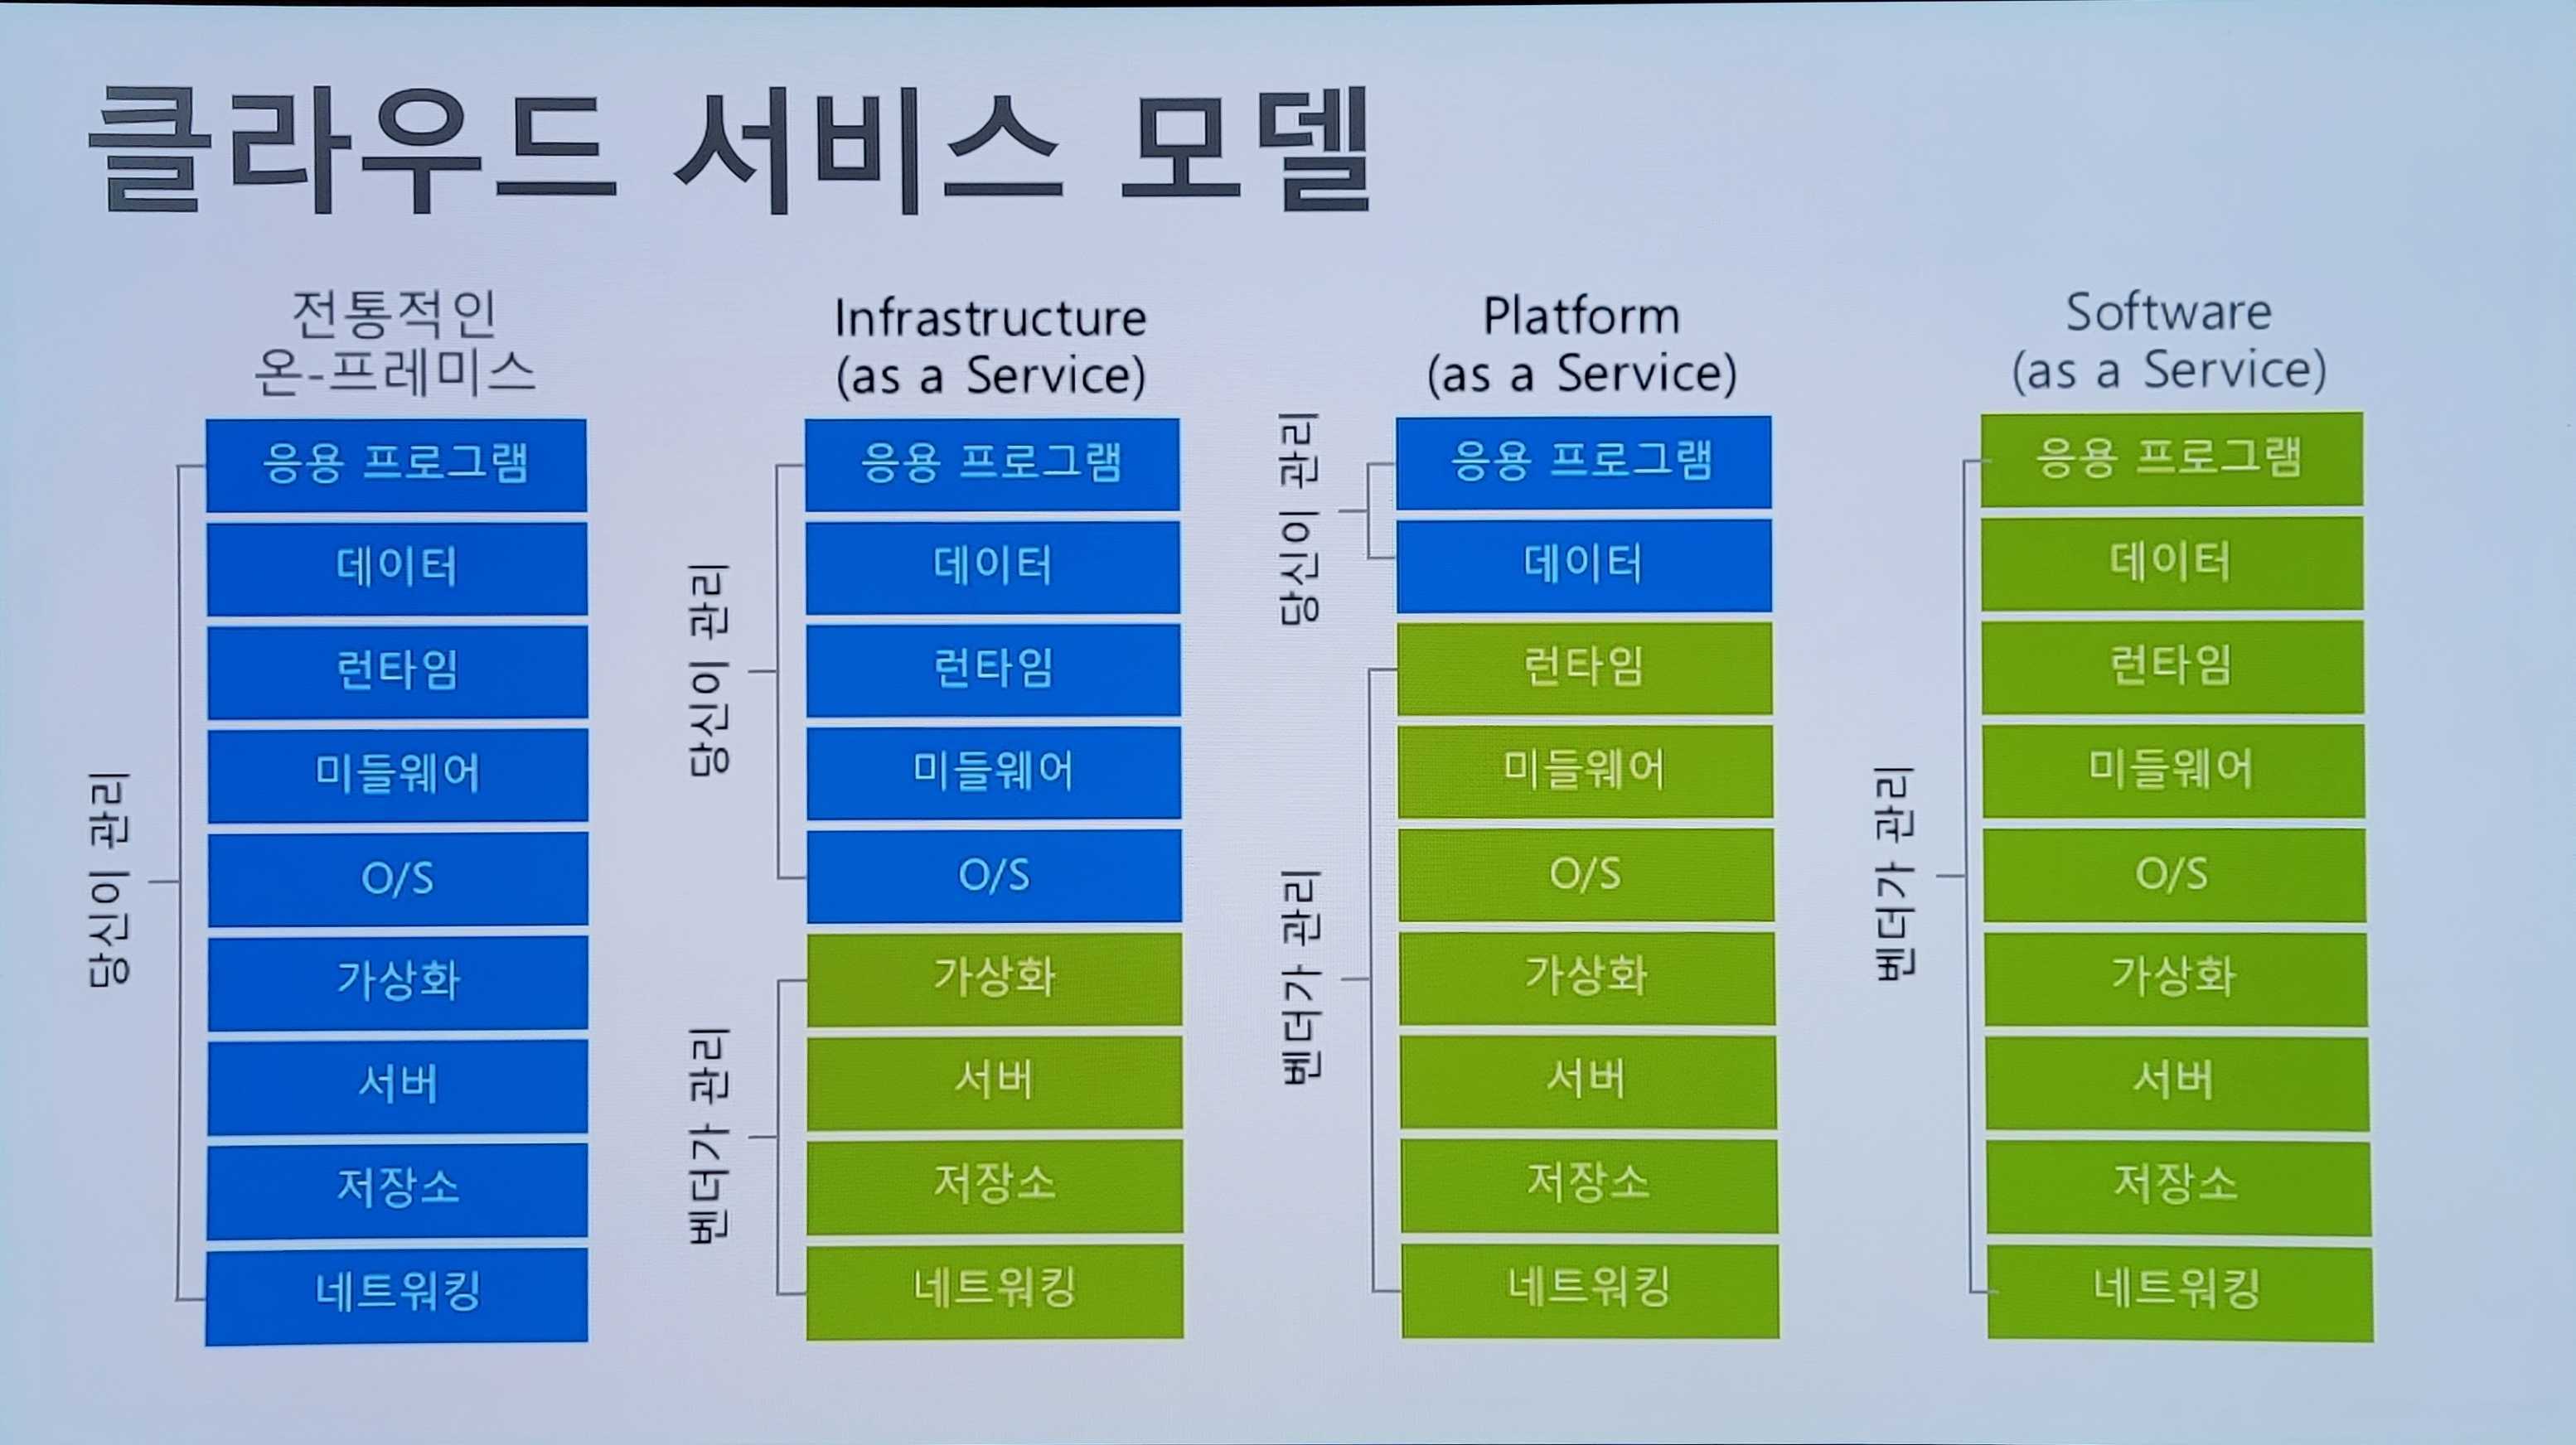 클라우드 서비스 모델
전통적인
온-프레미스
당신이 관리
응용 프로그램
데이터
런타임
미들웨어
O/S
가상화
서버
저장소
네트워킹
Infrastructure
(as a Service)
당신이 관리
벤더가 관리
응용 프로그램
데이터
런타임
미들웨어
O/S
가상화
서버
저장소
네트워킹
Platform
(as a Service)
당신이 관리
벤더가 관리
응용 프로그램
데이터
런타임
미들웨어
O/S
가상화
서버
저장소
네트워킹
Software
(as a Service)
벤더가 관리
응용 프로그램
데이터
런타임
미들웨어
O/S
가상화
서버
저장소
네트워킹